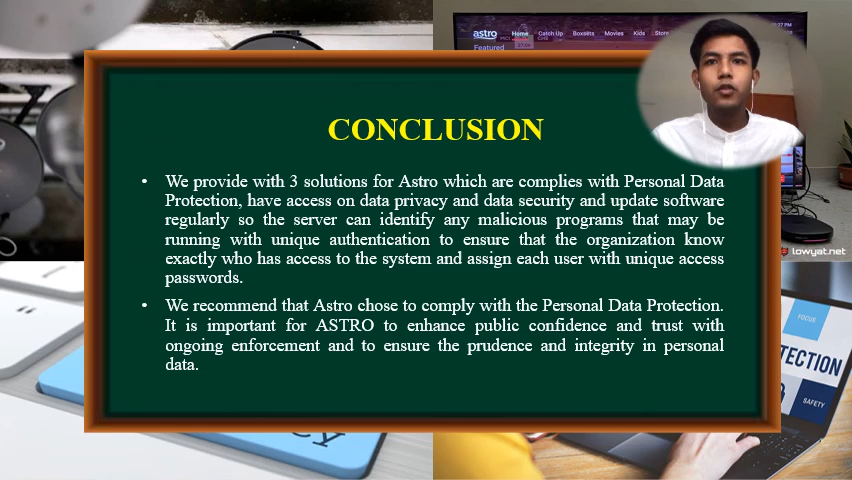 astro Home Catch Up Boxsets Movies Kids Store
Featured
CONCLUSION
• We provide with 3 solutions for Astro which are complies with Personal Data
Protection, have access on data privacy and data security and update software
regularly so the server can identify any malicious programs that may be
running with unique authentication to ensure that the organization know
exactly who has access to the system and assign each user with unique access
passwords.
• We recommend that Astro chose to comply with the Personal Data Protection.
It is important for ASTRO to enhance public confidence and trust with
ongoing enforcement and to ensure the prudence and integrity in personal
data.
lowyat.net
FOCUS
TECTION
SAFETY